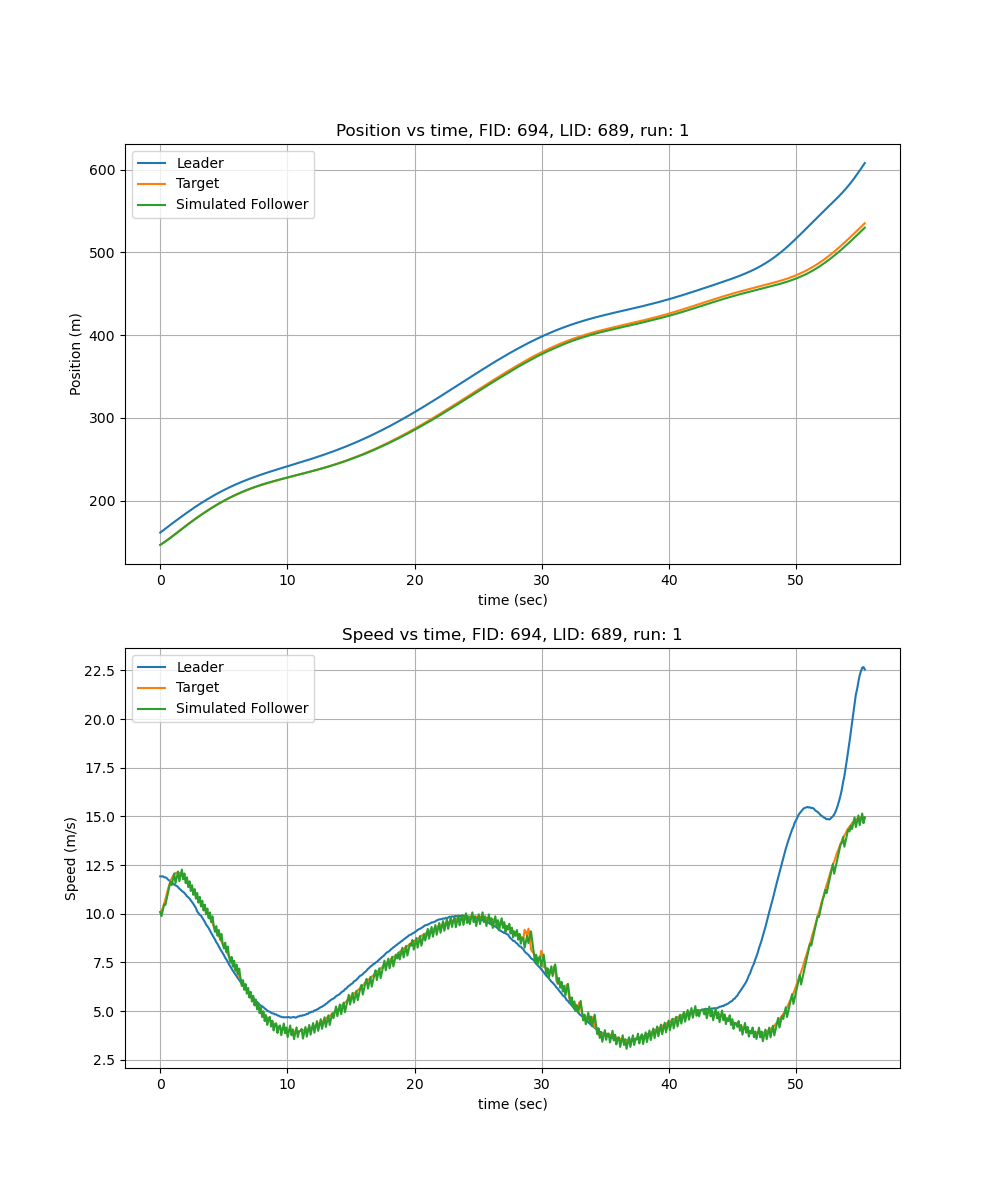 Position vs time, FID: 694, LID: 689, run: 1
Leader
Target
Simulated Follower
600
500
400
300
200
Position (m)
0 10 20 30 40 50
time (sec)
Speed vs time, FID: 694, LID: 689, run: 1
Leader
Target
Simulated Follower
22.5
20.0
17.5
15.0
12.5
10.0
7.5
5.0
2.5
Speed (m/s)
0 10 20 30 40 50
time (sec)